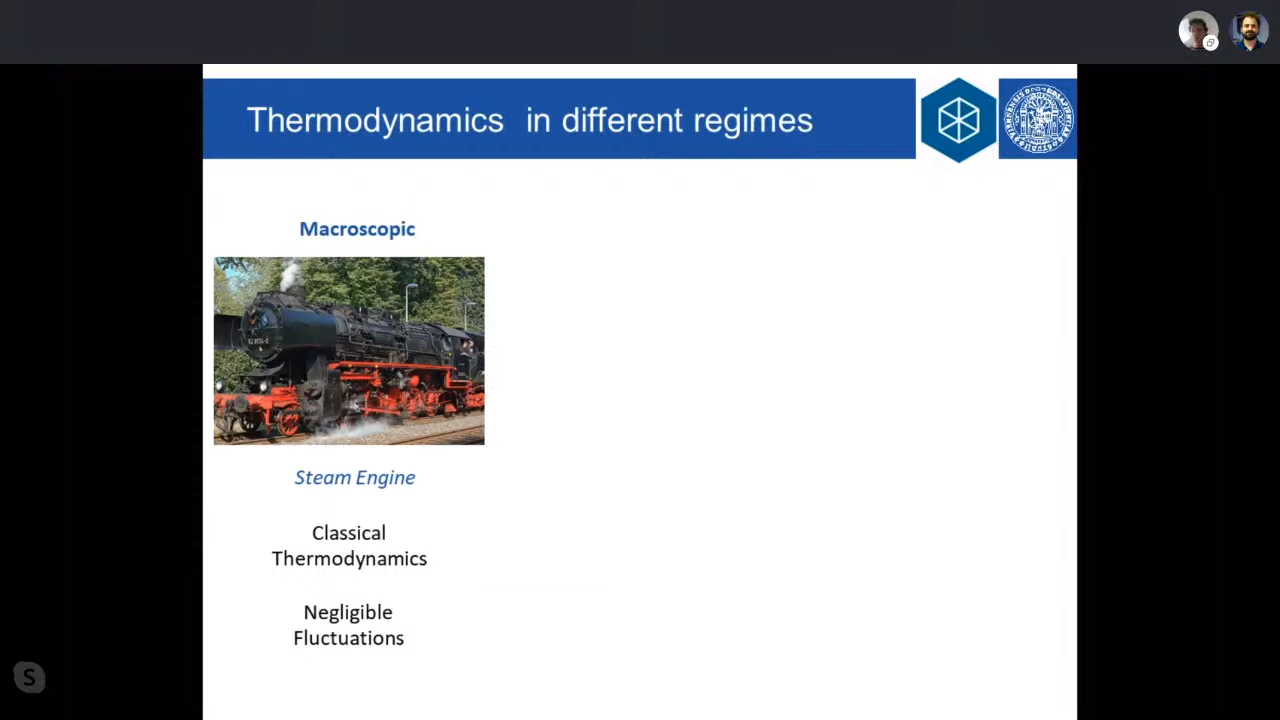 Thermodynamics in different regimes
Macroscopic
Steam Engine
Classical
Thermodynamics
Negligible
Fluctuations
S